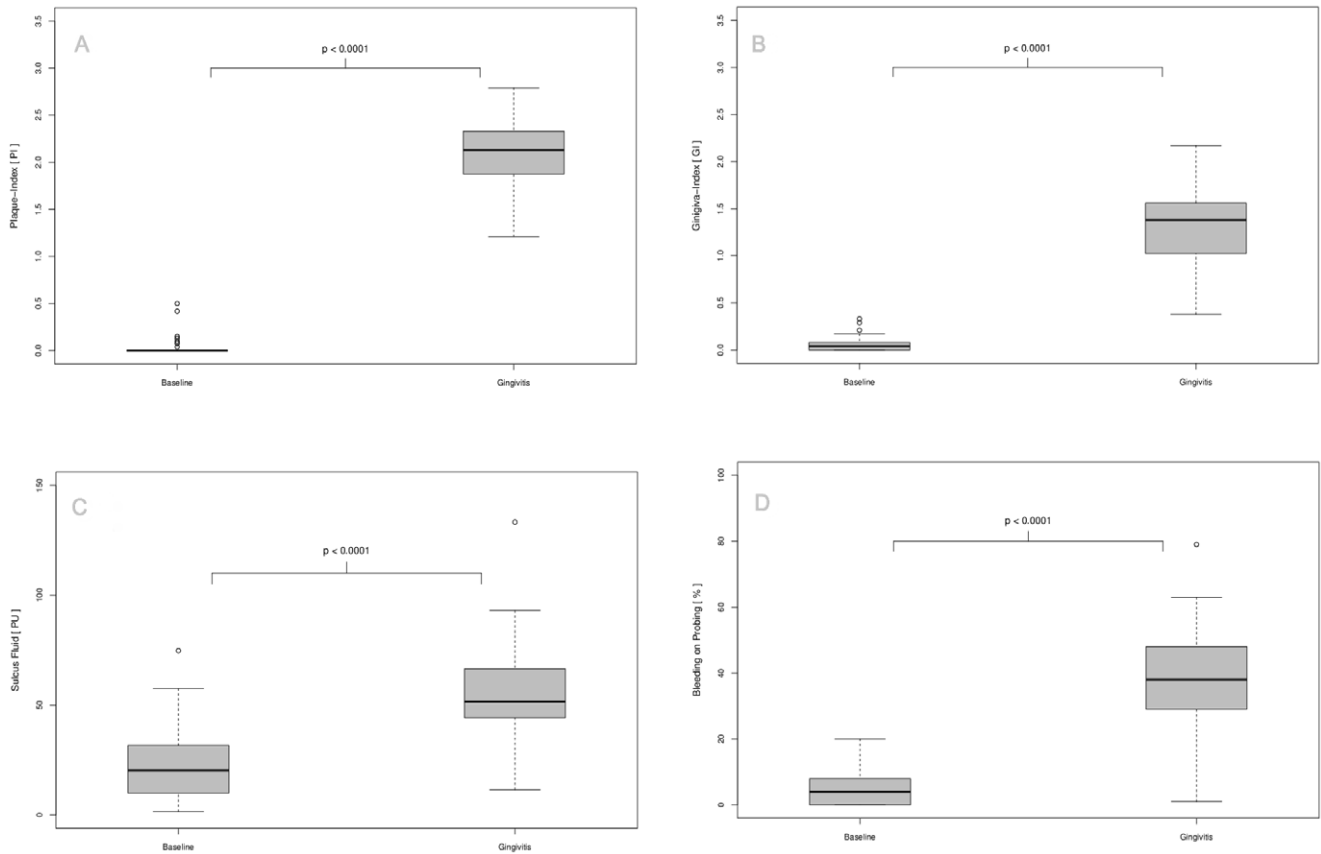 A
p < 0.0001
Plaque-Index [ PI ]
3.5
3.0
2.5
2.0
1.5
1.0
0.5
0.0
Baseline
Gingivitis
B
p < 0.0001
Ginigiva-Index [ GI ]
3.5
3.0
2.5
2.0
1.5
1.0
0.5
0.0
Baseline
Gingivitis
C
p < 0.0001
Sulcus Fluid [ PU ]
150
100
50
0
Baseline
Gingivitis
D
p < 0.0001
Bleeding on Probing [ % ]
100
80
60
40
20
0
Baseline
Gingivitis